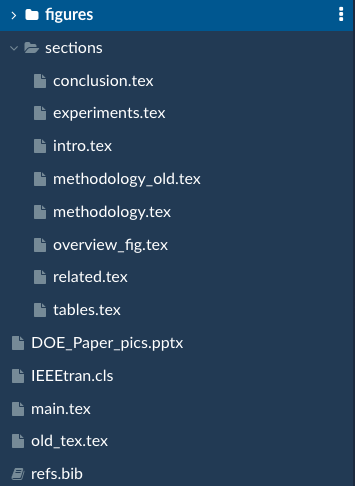 figures
sections
conclusion.tex
experiments.tex
intro.tex
methodology_old.tex
methodology.tex
overview_fig.tex
related.tex
tables.tex
DOE_Paper_pics.pptx
IEEEtran.cls
main.tex
old_tex.tex
refs.bib